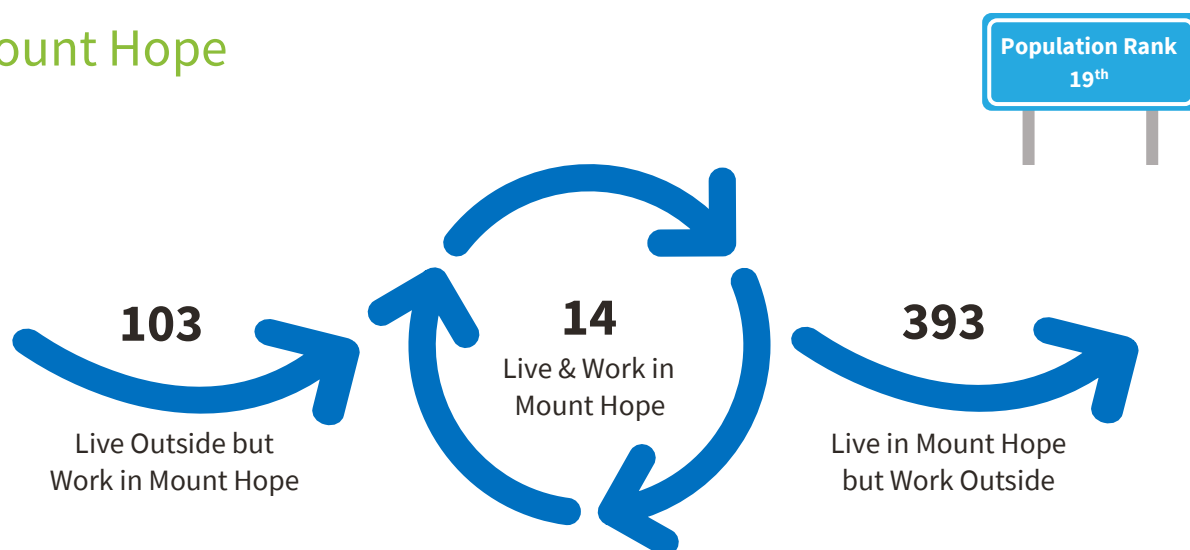 ount Hope
Population Rank
19th
103
Live Outside but
Work in Mount Hope
14
Live & Work in
Mount Hope
393
Live in Mount Hope
but Work Outside